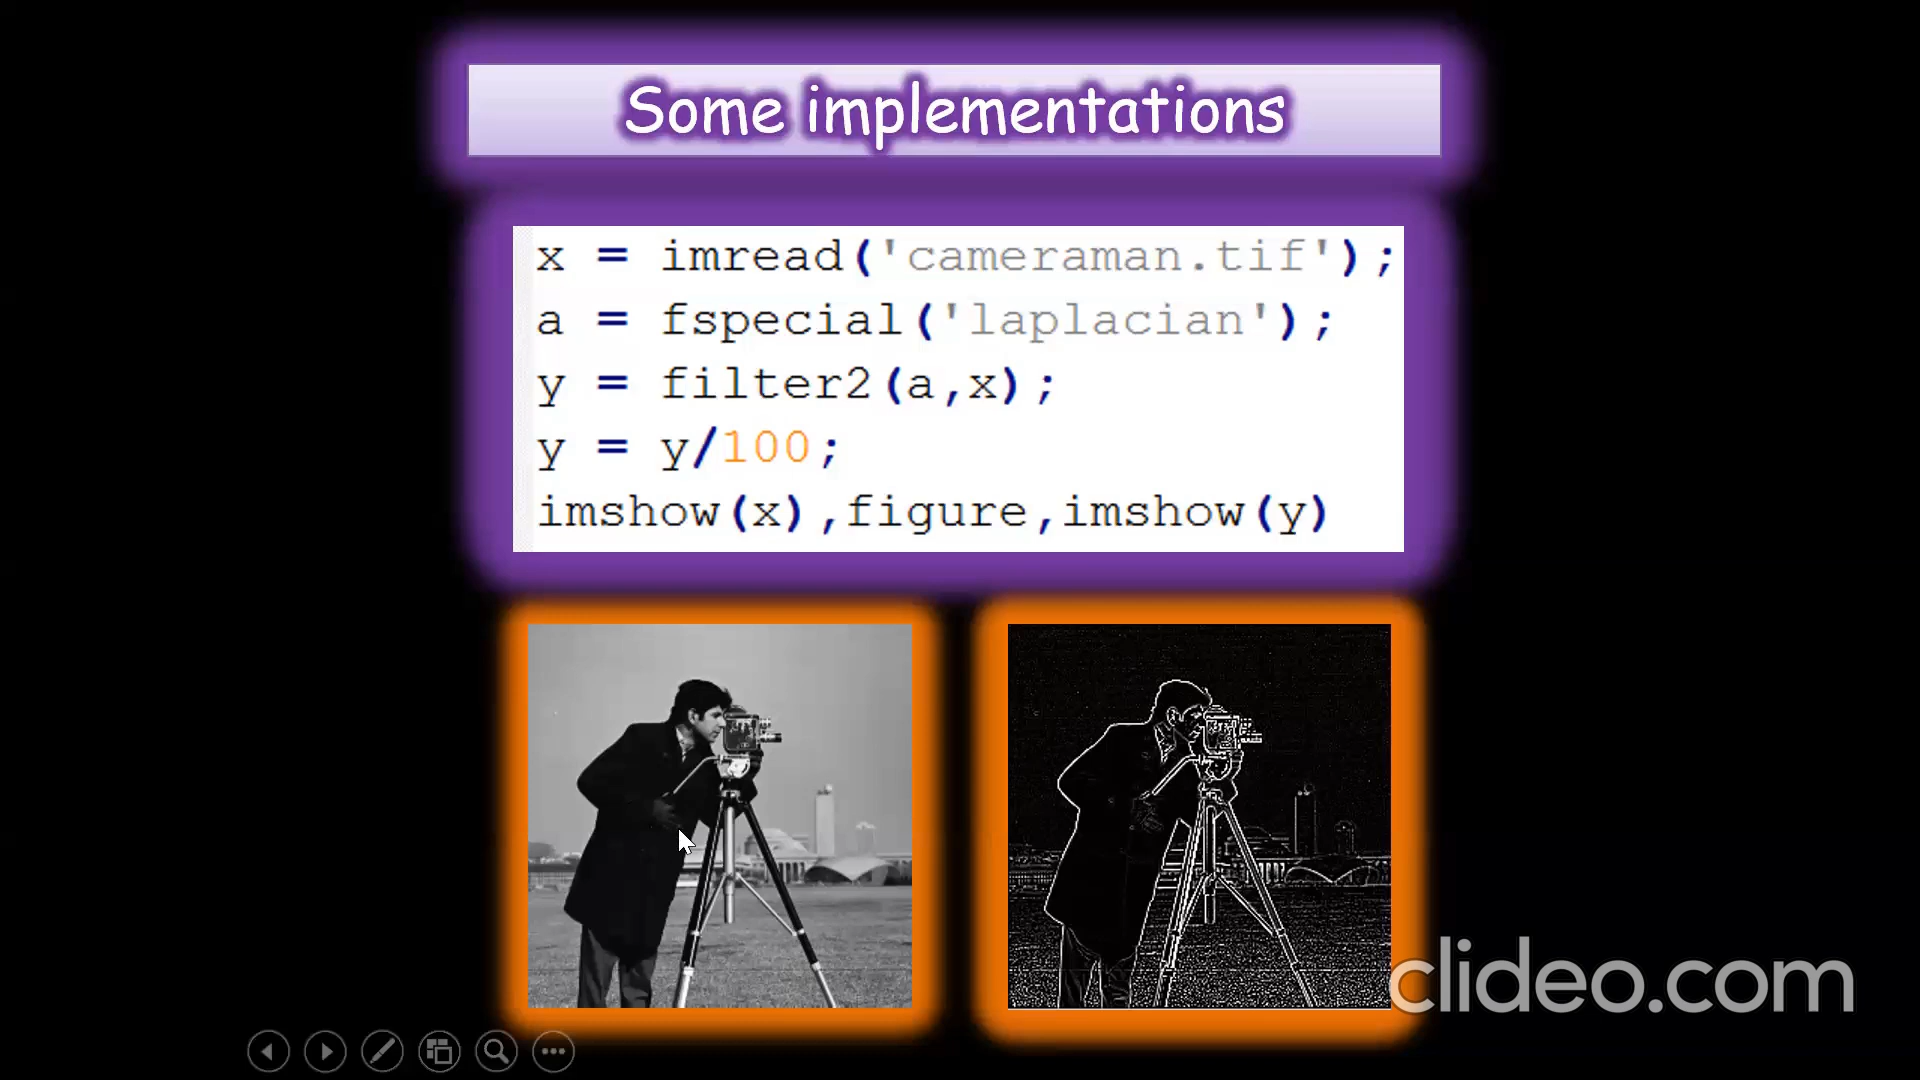 Some implementations
x = imread('cameraman.tif');
a = fspecial('laplacian');
y = filter2(a,x);
y = y/100;
imshow(x),figure,imshow(y)
clideo.com